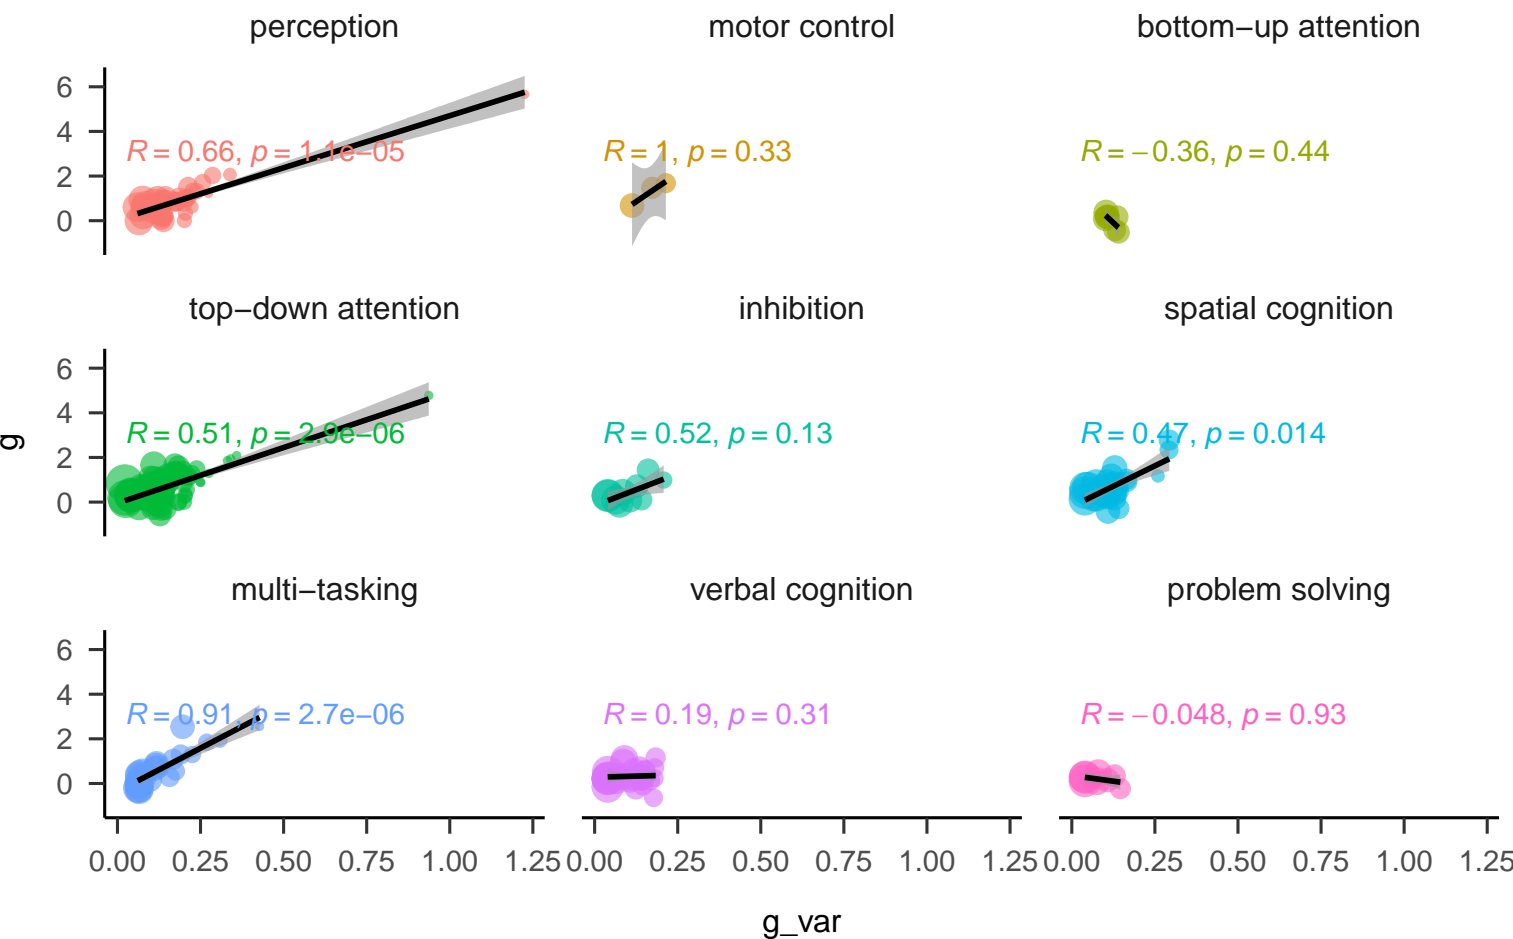 perception motor control bottom−up attention
6
4
R = 0.66, p = 1.1e−05 R = 1, p = 0.33 R = −0.36, p = 0.44
2
0
top−down attention inhibition spatial cognition
6
4
R = 0.51, p = 2.9e−06 R = 0.52, p = 0.13 R = 0.47, p = 0.014
g
2
0
multi−tasking verbal cognition problem solving
6
4
R = 0.91, p = 2.7e−06 R = 0.19, p = 0.31 R = −0.048, p = 0.93
2
0
0.00 0.25 0.50 0.75 1.00 1.25 0.00 0.25 0.50 0.75 1.00 1.25 0.00 0.25 0.50 0.75 1.00 1.25
g_var